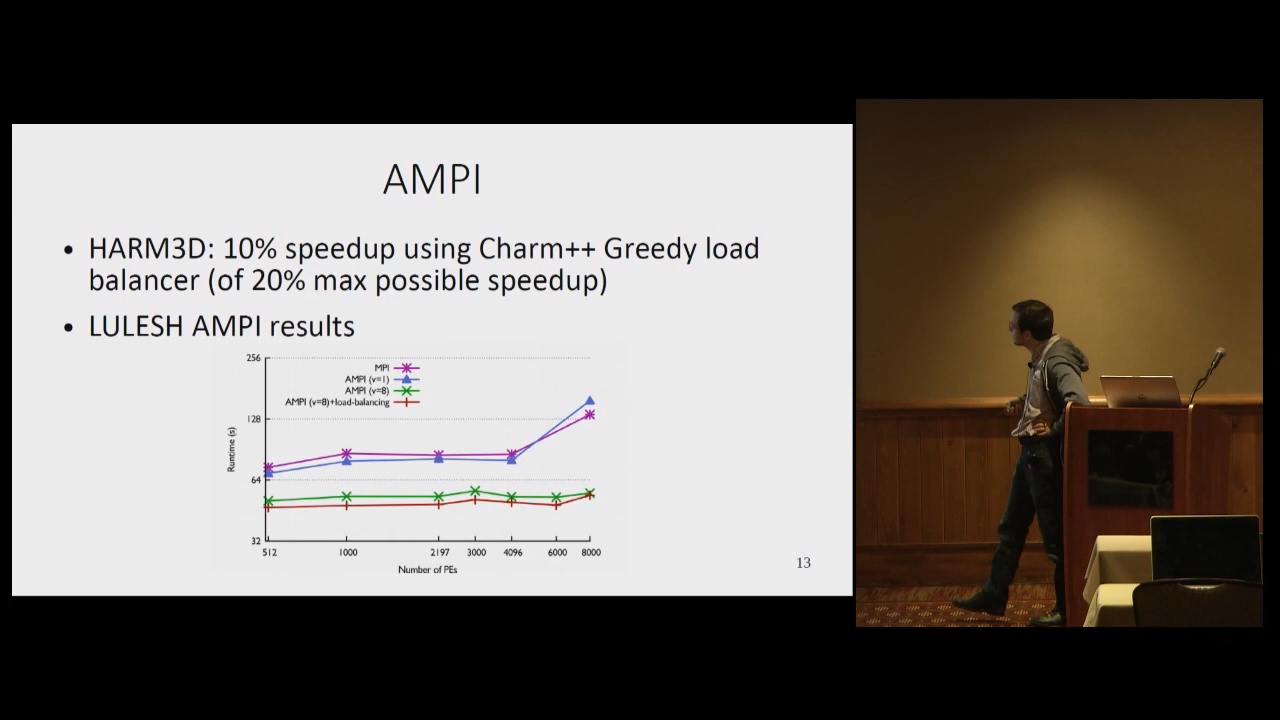 AMPI
• HARM3D: 10% speedup using Charm++ Greedy load
balancer (of 20% max possible speedup)
• LULESH AMPI results
256
128
64
32
Runtime (s)
MPI
AMPI (v=1)
AMPI (v=8)
AMPI (v=8)+load-balancing
512 1000 2197 3000 4096 6000 8000
Number of PEs
13